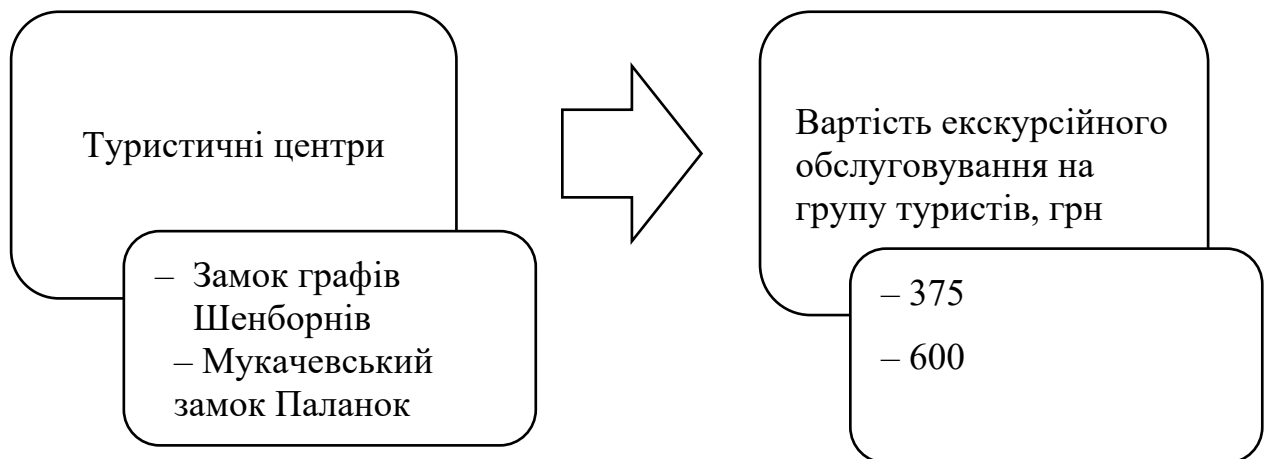 Туристичні центри
– Замок графів
Шенборнів
– Мукачевський
замок Паланок
Вартість екскурсійного
обслуговування на
групу туристів, грн
– 375
– 600